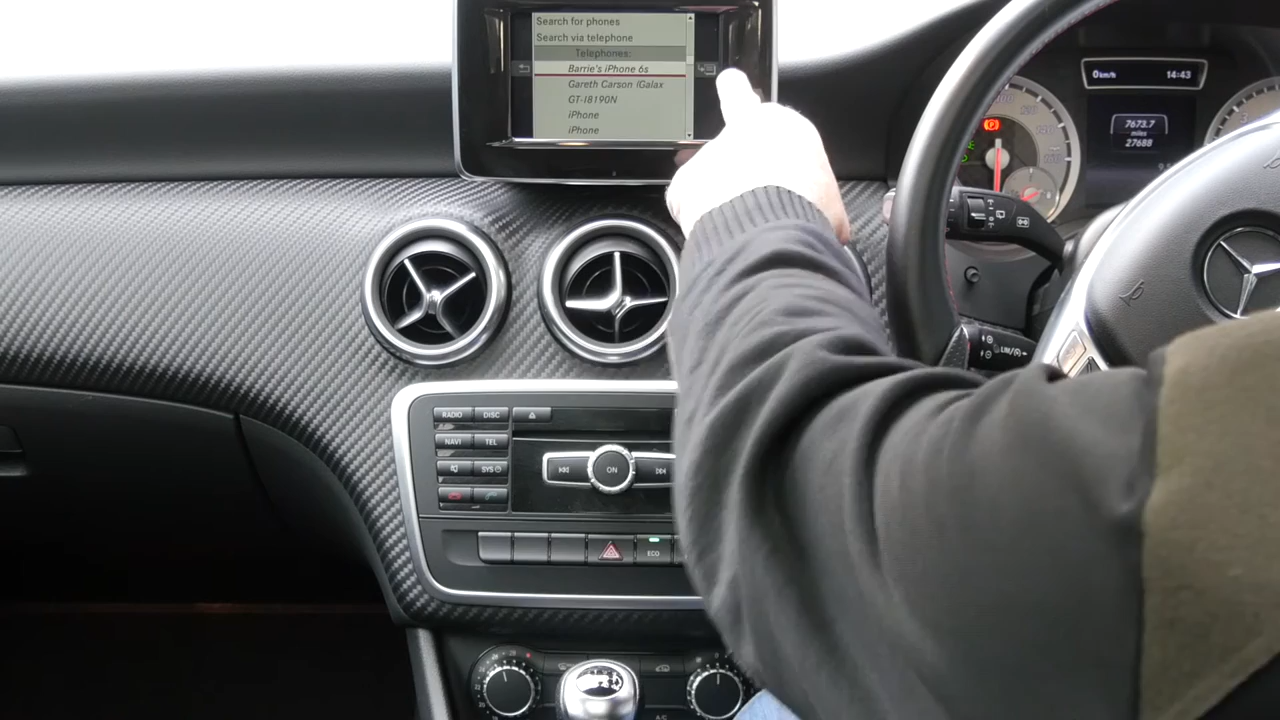 Search for phones
Search via telephone
Telephones:
Barrie's iPhone 6s
Gareth Carson (Galax
GT-I8190N
iPhone
iPhone
0km/h 14:43
7673.7
miles
27688
RADIO DISC
NAVI TEL
SYS
ON
ECO
LIM
A/C